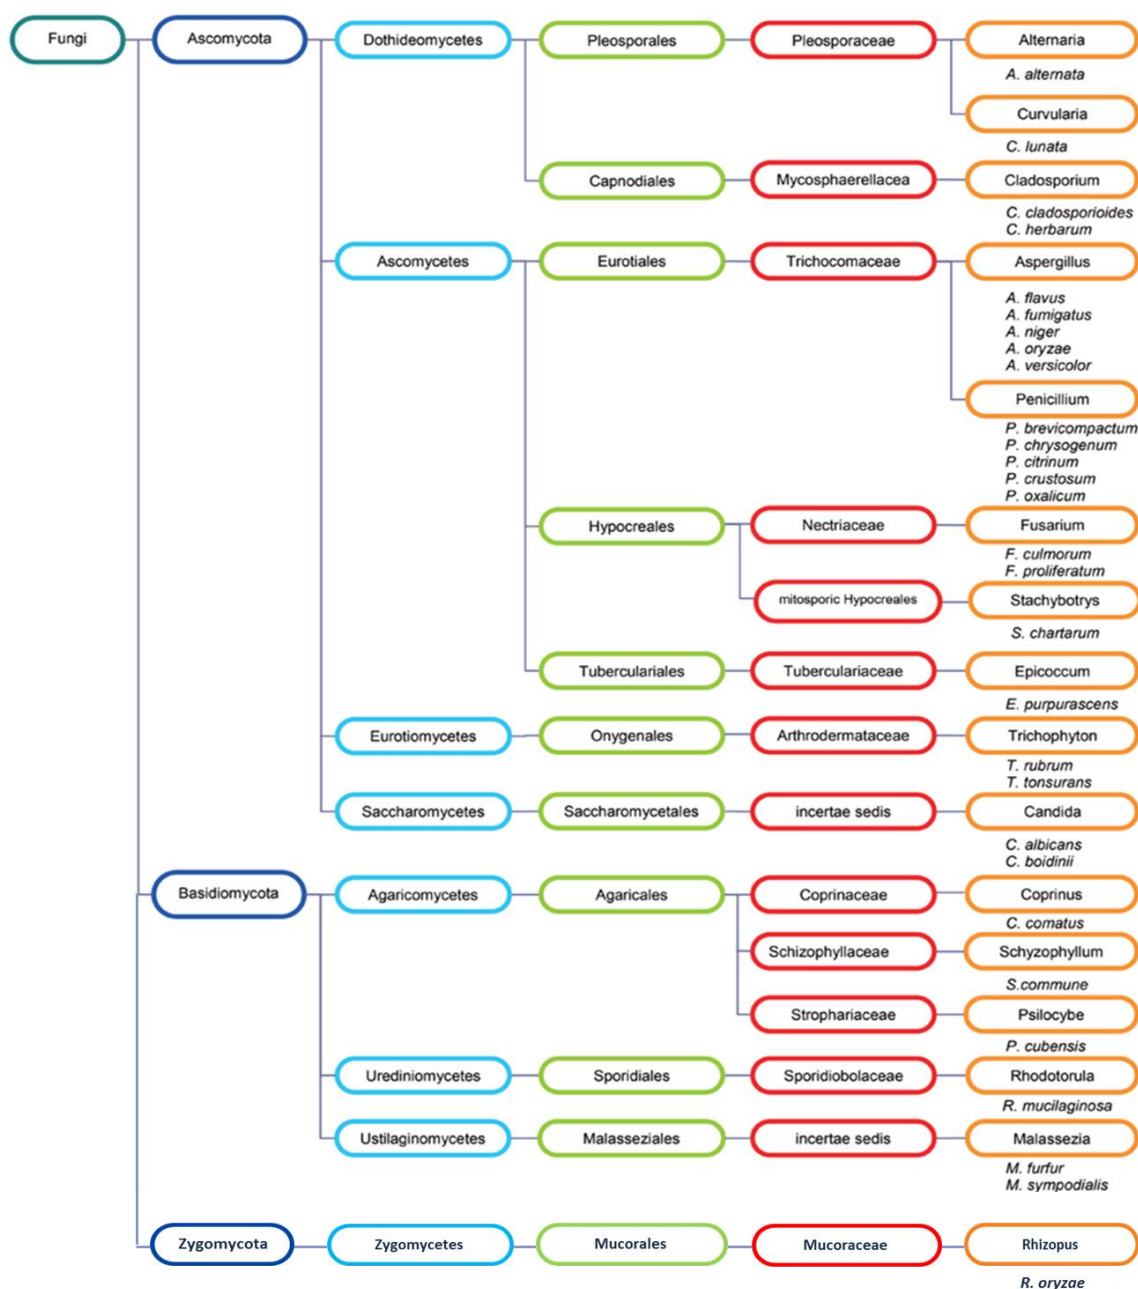 Fungi
Ascomycota
Dothideomycetes
Pleosporales
Pleosporaceae
Alternaria
A. alternata
Curvularia
C. lunata
Capnodiales
Mycosphaerellacea
Cladosporium
C. cladosporioides
C. herbarum
Ascomycetes
Eurotiales
Trichocomaceae
Aspergillus
A. flavus
A. fumigatus
A. niger
A. oryzae
A. versicolor
Penicillium
P. brevicompactum
P. chrysogenum
P. citrinum
P. crustosum
P. oxalicum
Hypocreales
Nectriaceae
Fusarium
F. culmorum
F. proliferatum
mitosporic Hypocreales
Stachybotrys
S. chartarum
Tuberculariales
Tuberculariaceae
Epicoccum
E. purpurascens
Eurotiomycetes
Onygenales
Arthrodermataceae
Trichophyton
T. rubrum
T. tonsurans
Saccharomycetes
Saccharomycetales
incertae sedis
Candida
C. albicans
C. boidinii
Basidiomycota
Agaricomycetes
Agaricales
Coprinaceae
Coprinus
C. comatus
Schizophyllaceae
Schyzophyllum
S.commune
Strophariaceae
Psilocybe
P. cubensis
Urediniomycetes
Sporidiales
Sporidiobolaceae
Rhodotorula
R. mucilaginosa
Ustilaginomycetes
Malasseziales
incertae sedis
Malassezia
M. furfur
M. sympodialis
Zygomycota
Zygomycetes
Mucorales
Mucoraceae
Rhizopus
R. oryzae